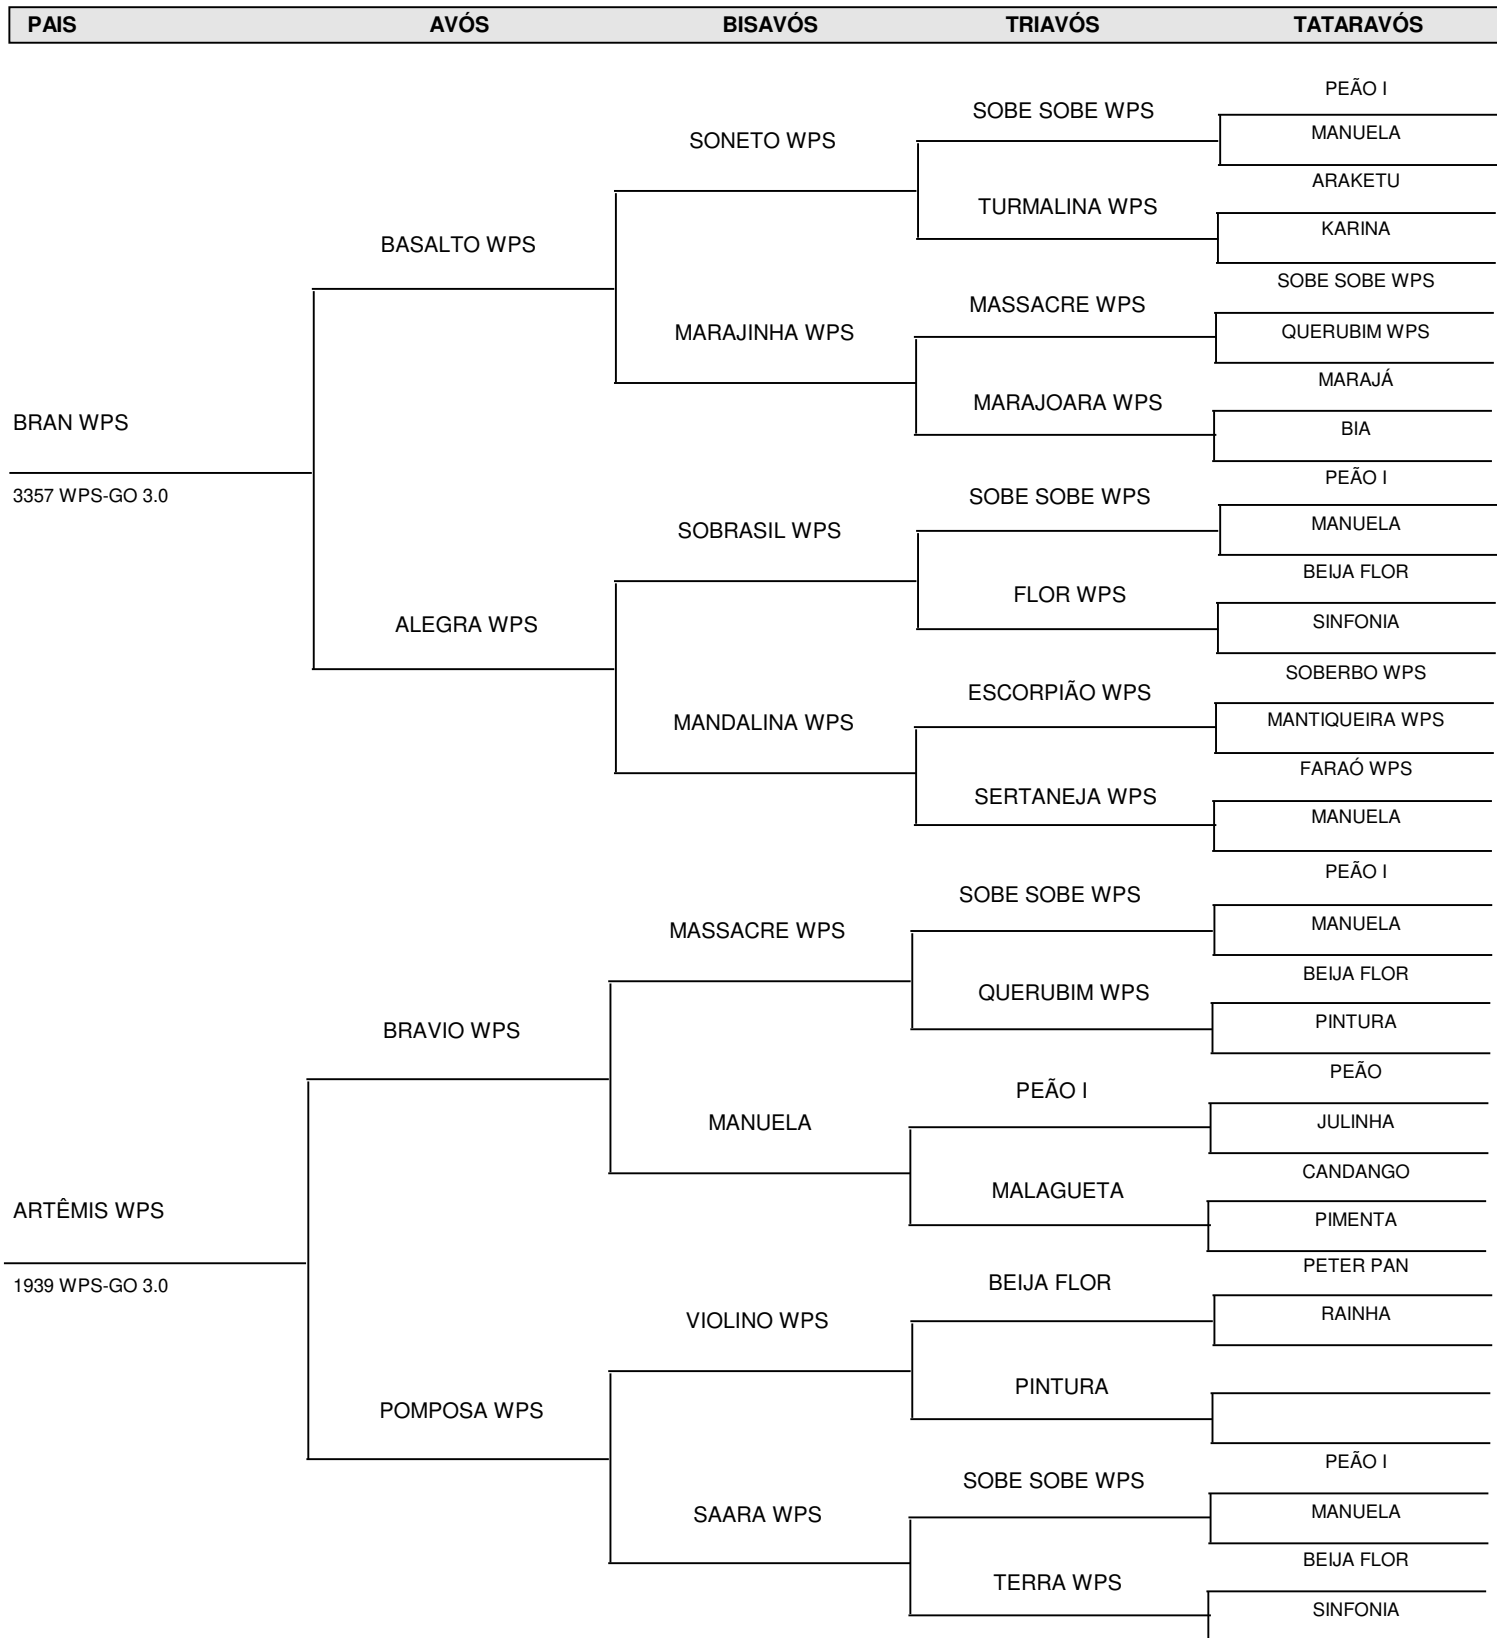 PAIS AVÓS BISAVÓS TRIAVÓS TATARAVÓS
PEÃO I
SOBE SOBE WPS
MANUELA
SONETO WPS
ARAKETU
TURMALINA WPS
KARINA
BASALTO WPS
SOBE SOBE WPS
MASSACRE WPS
QUERUBIM WPS
MARAJINHA WPS
MARAJÁ
MARAJOARA WPS
BRAN WPS
BIA
PEÃO I
3357 WPS-GO 3.0
SOBE SOBE WPS
MANUELA
SOBRASIL WPS
BEIJA FLOR
FLOR WPS
SINFONIA
ALEGRA WPS
SOBERBO WPS
ESCORPIÃO WPS
MANTIQUEIRA WPS
MANDALINA WPS
FARAÓ WPS
SERTANEJA WPS
MANUELA
PEÃO I
SOBE SOBE WPS
MANUELA
MASSACRE WPS
BEIJA FLOR
QUERUBIM WPS
PINTURA
BRAVIO WPS
PEÃO
PEÃO I
JULINHA
MANUELA
CANDANGO
MALAGUETA
ARTÊMIS WPS
PIMENTA
PETER PAN
1939 WPS-GO 3.0
BEIJA FLOR
RAINHA
VIOLINO WPS
PINTURA
POMPOSA WPS
PEÃO I
SOBE SOBE WPS
MANUELA
SAARA WPS
BEIJA FLOR
TERRA WPS
SINFONIA